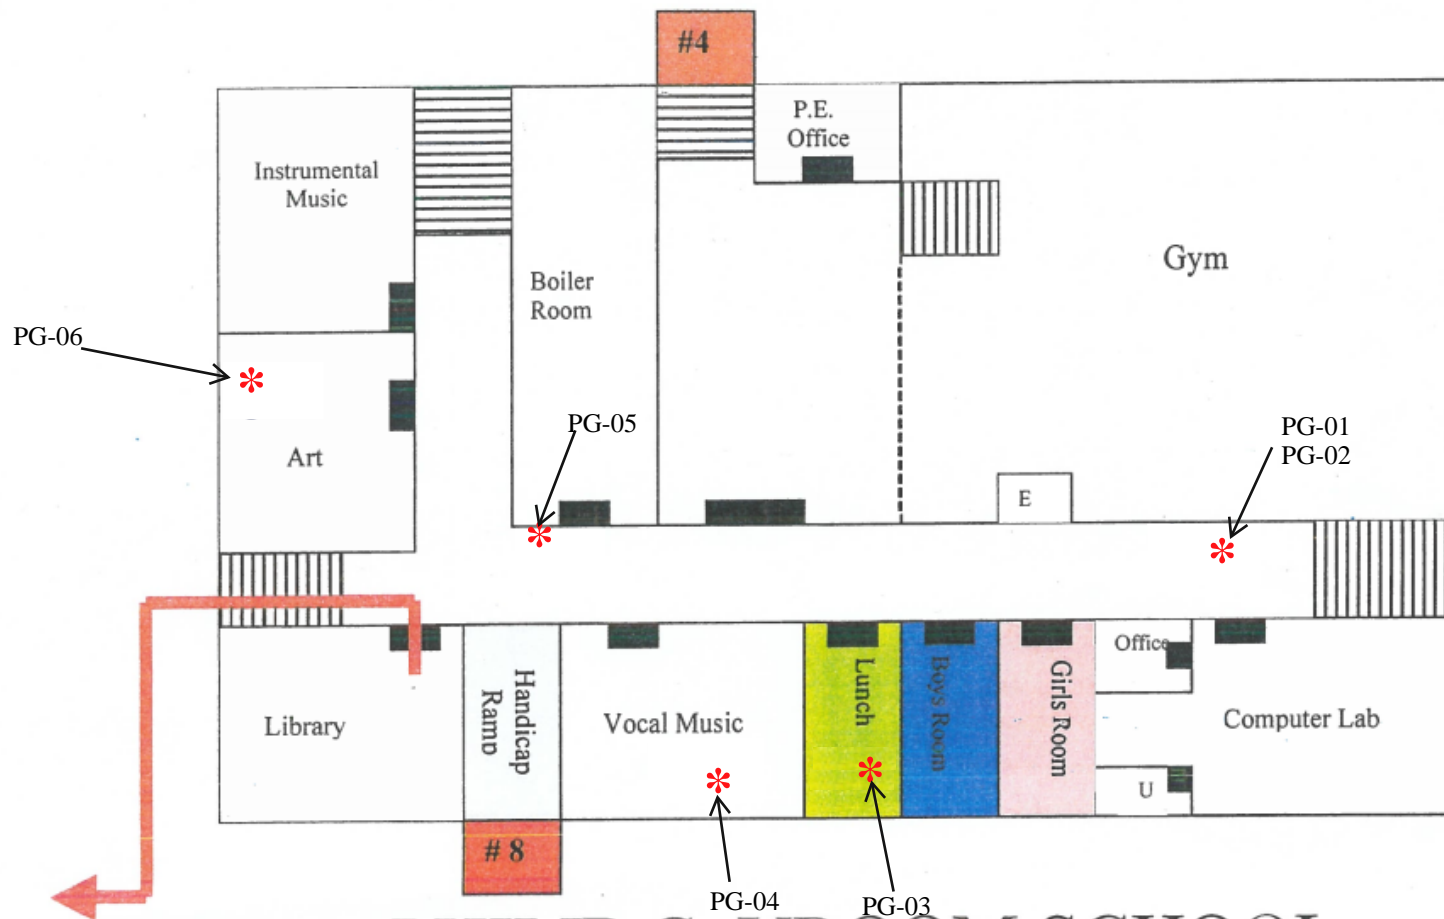 #4
P.E.
Office
Instrumental
Music
Gym
Boiler
Room
PG-06
PG-05
PG-01
PG-02
Art
E
Office
Lunch
Boys Room
Girls Room
Handicap
Ramp
Library
Vocal Music
Computer Lab
U
# 8
PG-04
PG-03
SCHOOL